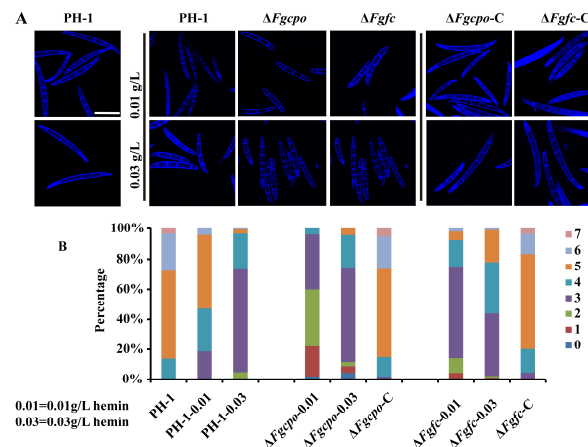 A
PH-1 PH-1 ΔFgcpo ΔFgfc ΔFgcpo-C ΔFgfc-C
0.01 g/L
0.03 g/L
B
Percentage
100%
80%
60%
40%
20%
0%
7
6
5
4
3
2
1
0
PH-1 PH-1-0.01 PH-1-0.03 ΔFgcpo-0.01 ΔFgcpo-0.03 ΔFgcpo-C ΔFgfc-0.01 ΔFgfc-0.03 ΔFgfc-C
0.01=0.01g/L hemin
0.03=0.03g/L hemin